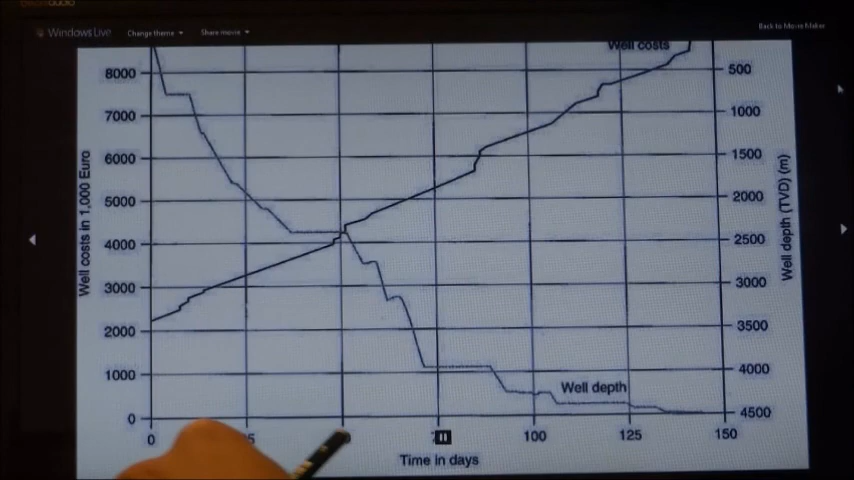 Windows Live
Change theme
Share movie
Back to Movie Maker
Well costs
8000
7000
6000
5000
4000
3000
2000
1000
0
Well costs in 1,000 Euro
500
1000
1500
2000
2500
3000
3500
4000
4500
Well depth (TVD) (m)
Well depth
0
100
125
150
Time in days